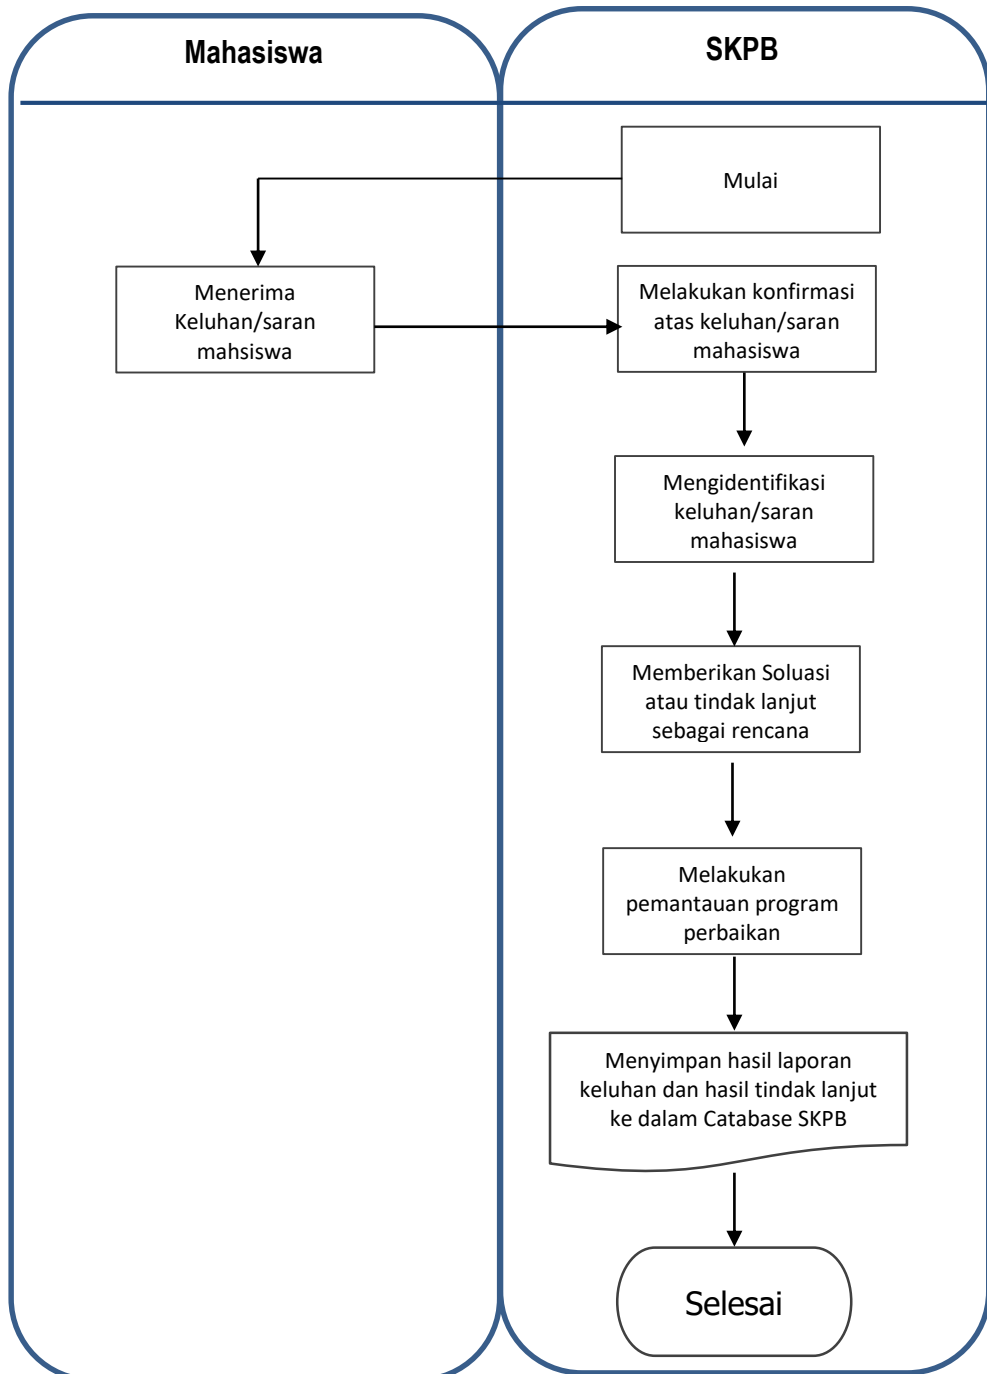 Mahasiswa
SKPB
Mulai
Menerima
Keluhan/saran
mahsiswa
Melakukan konfirmasi
atas keluhan/saran
mahasiswa
Mengidentifikasi
keluhan/saran
mahasiswa
Memberikan Soluasi
atau tindak lanjut
sebagai rencana
Melakukan
pemantauan program
perbaikan
Menyimpan hasil laporan
keluhan dan hasil tindak lanjut
ke dalam Catabase SKPB
Selesai